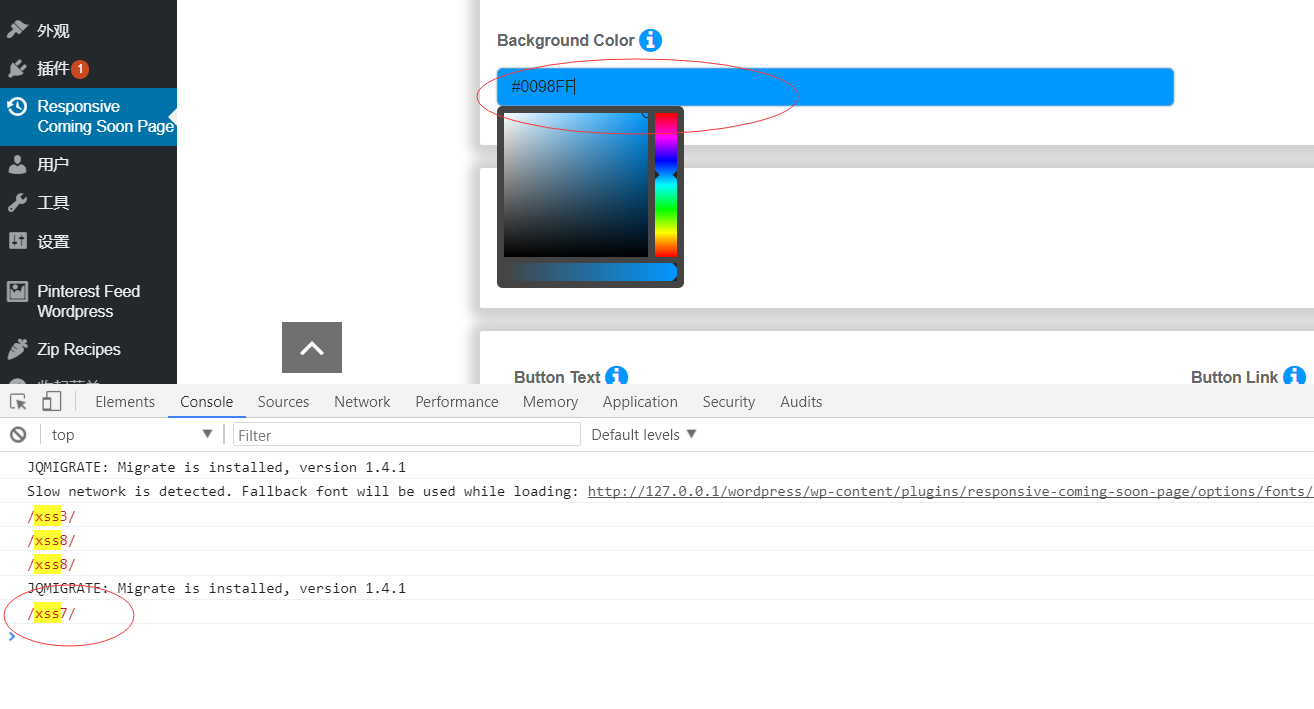 外观
插件 1
Responsive
Coming Soon Page
用户
工具
设置
Pinterest Feed
Wordpress
Zip Recipes
Background Color
#0098FF
Button Text
Button Link
Elements Console Sources Network Performance Memory Application Security Audits
top Filter Default levels
JQMIGRATE: Migrate is installed, version 1.4.1
Slow network is detected. Fallback font will be used while loading: http://127.0.0.1/wordpress/wp-content/plugins/responsive-coming-soon-page/options/fonts/
/xss3/
/xss8/
/xss8/
JQMIGRATE: Migrate is installed, version 1.4.1
/xss7/